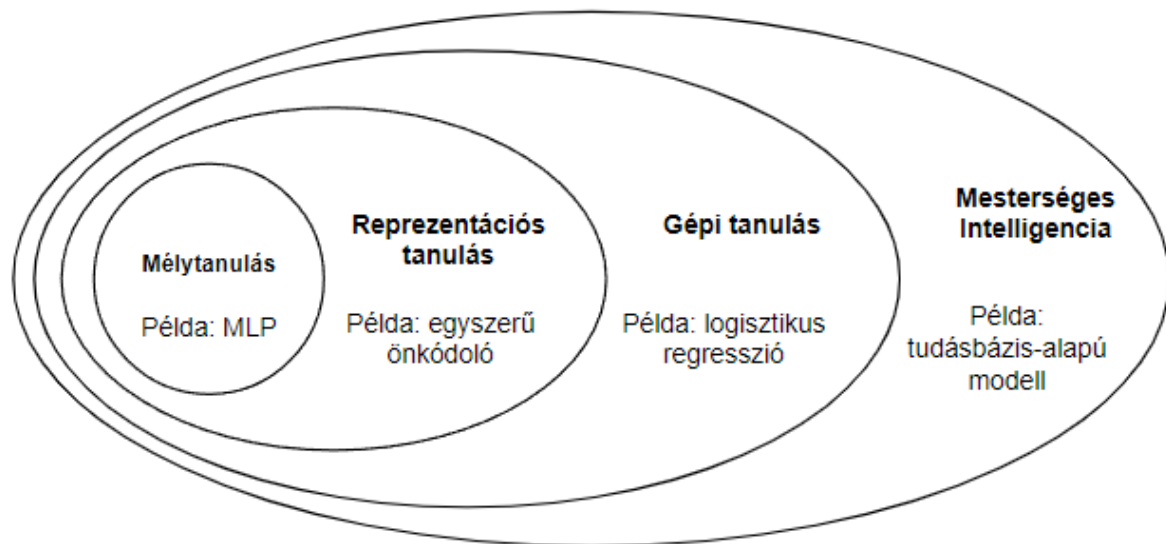 Mélytanulás
Példa: MLP
Reprezentációs
tanulás
Példa: egyszerű
önkódoló
Gépi tanulás
Példa: logisztikus
regresszió
Mesterséges
Intelligencia
Példa:
tudásbázis-alapú
modell